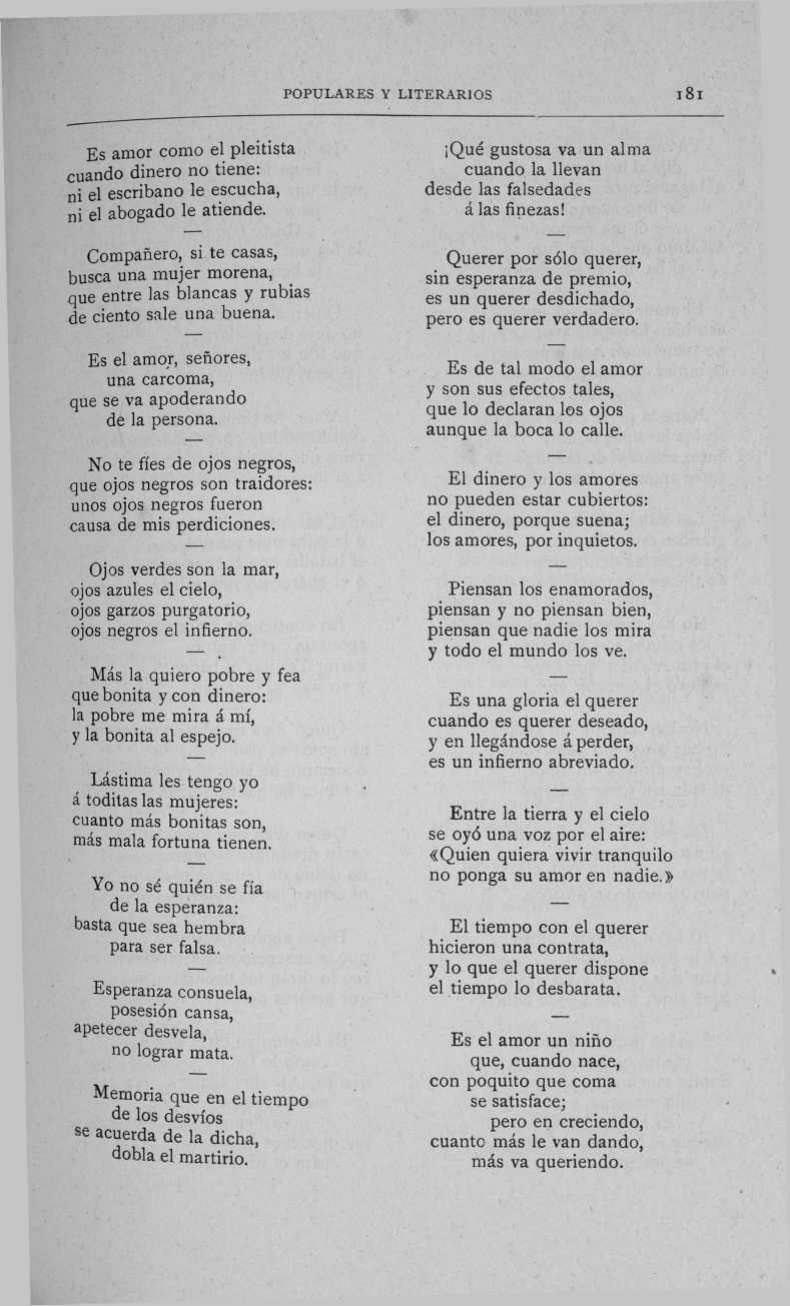 POPULARES Y LITERARIOS 181
Es amor como el pleitista
cuando dinero no tiene:
ni el escribano le escucha,
ni el abogado le atiende.
—
Compañero, si te casas,
busca una mujer morena,
que entre las blancas y rubias
de ciento sale una buena.
—
Es el amor, señores,
una carcoma,
que se va apoderando
de la persona.
—
No te fíes de ojos negros,
que ojos negros son traidores:
unos ojos negros fueron
causa de mis perdiciones.
—
Ojos verdes son la mar,
ojos azules el cielo,
ojos garzos purgatorio,
ojos negros el infierno.
—
Más la quiero pobre y fea
que bonita y con dinero:
la pobre me mira á mí,
y la bonita al espejo.
—
Lástima les tengo yo
á toditas las mujeres:
cuanto más bonitas son,
más mala fortuna tienen.
—
Yo no sé quién se fía
de la esperanza:
basta que sea hembra
para ser falsa.
—
Esperanza consuela,
posesión cansa,
apetecer desvela,
no lograr mata.
—
Memoria que en el tiempo
de los desvíos
se acuerda de la dicha,
dobla el martirio.
¡Qué gustosa va un alma
cuando la llevan
desde las falsedades
á las finezas!
—
Querer por sólo querer,
sin esperanza de premio,
es un querer desdichado,
pero es querer verdadero.
—
Es de tal modo el amor
y son sus efectos tales,
que lo declaran los ojos
aunque la boca lo calle.
—
El dinero y los amores
no pueden estar cubiertos:
el dinero, porque suena;
los amores, por inquietos.
—
Piensan los enamorados,
piensan y no piensan bien,
piensan que nadie los mira
y todo el mundo los ve.
—
Es una gloria el querer
cuando es querer deseado,
y en llegándose á perder,
es un infierno abreviado.
—
Entre la tierra y el cielo
se oyó una voz por el aire:
«Quien quiera vivir tranquilo
no ponga su amor en nadie.»
—
El tiempo con el querer
hicieron una contrata,
y lo que el querer dispone
el tiempo lo desbarata.
—
Es el amor un niño
que, cuando nace,
con poquito que coma
se satisface;
pero en creciendo,
cuanto más le van dando,
más va queriendo.